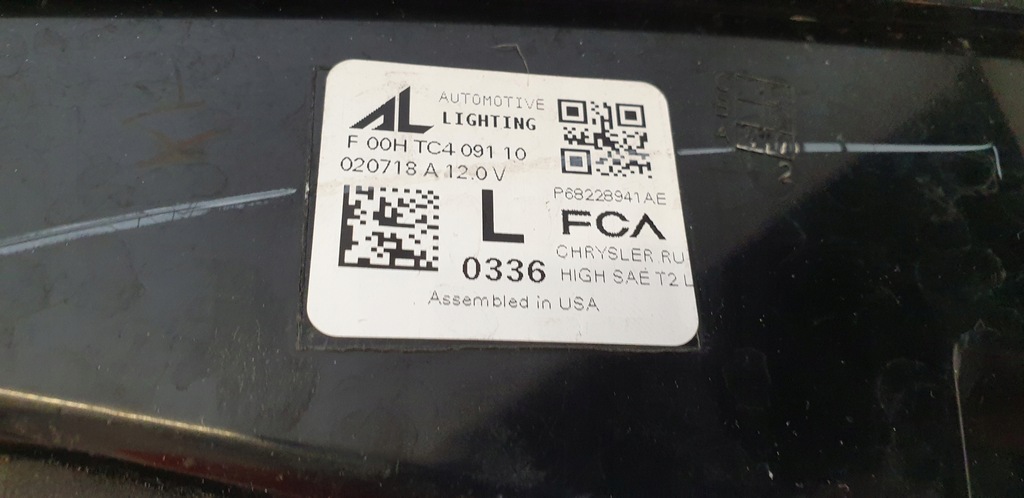 AL AUTOMOTIVE
LIGHTING
F 00H TC4 091 10
020718 A 12.0 V
L
0336
P68228941AE
FCA
CHRYSLER RU
HIGH SAE T2 L
Assembled in USA